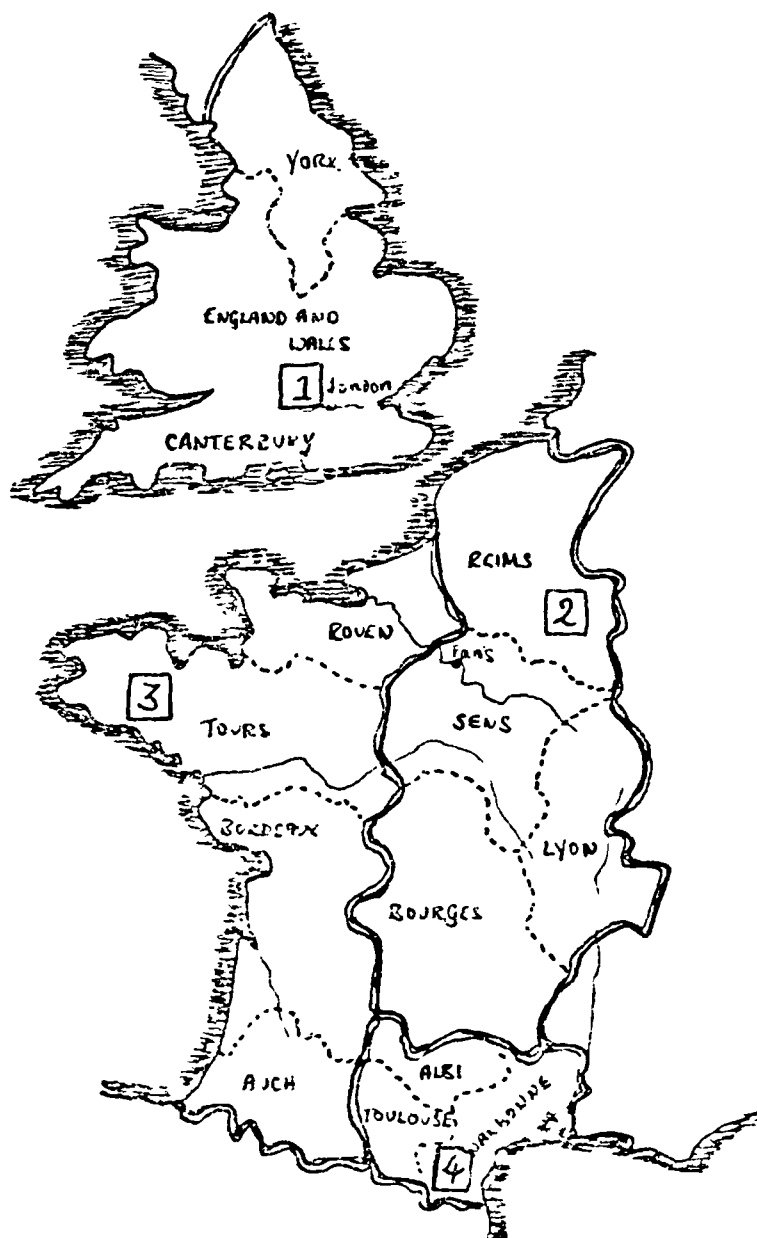 YORK
ENGLAND AND
WALES
1 London
CANTERBURY
REIMS
2
ROUEN
Paris
3
TOURS
SENS
BORDEAUX
LYON
BOURGES
ALBI
AUCH
TOULOUSE
NARBONNE
4